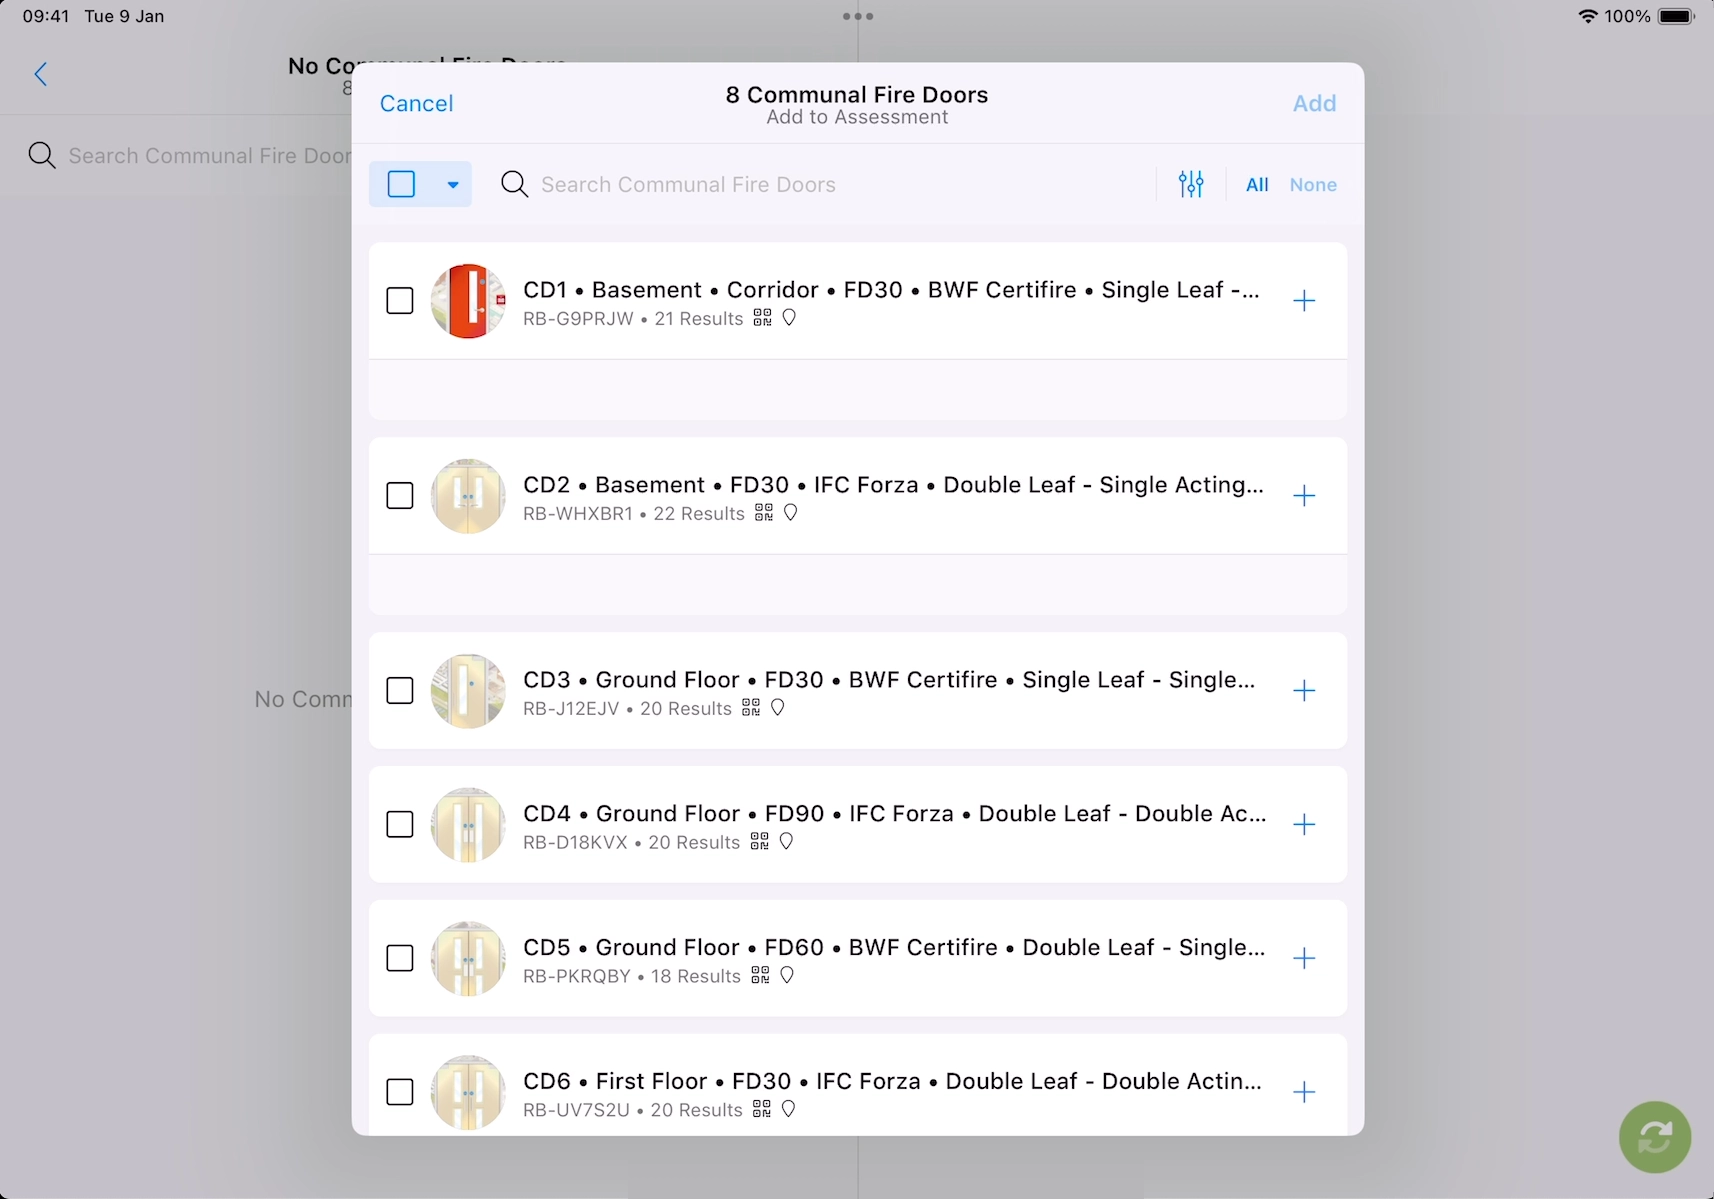 09:41 Tue 9 Jan
100%
No Communal Fire Doors
8
Search Communal Fire Door
No Comm
Cancel
8 Communal Fire Doors
Add to Assessment
Add
Search Communal Fire Doors
All None
CD1 • Basement • Corridor • FD30 • BWF Certifire • Single Leaf -...
RB-G9PRJW • 21 Results
CD2 • Basement • FD30 • IFC Forza • Double Leaf - Single Acting...
RB-WHXBR1 • 22 Results
CD3 • Ground Floor • FD30 • BWF Certifire • Single Leaf - Single...
RB-J12EJV • 20 Results
CD4 • Ground Floor • FD90 • IFC Forza • Double Leaf - Double Ac...
RB-D18KVX • 20 Results
CD5 • Ground Floor • FD60 • BWF Certifire • Double Leaf - Single...
RB-PKRQBY • 18 Results
CD6 • First Floor • FD30 • IFC Forza • Double Leaf - Double Actin...
RB-UV7S2U • 20 Results